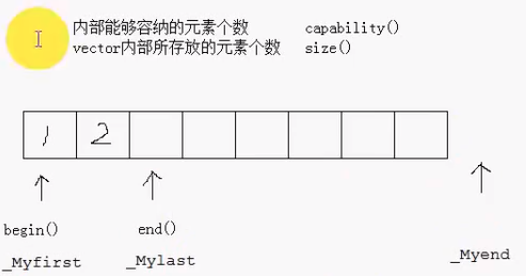 内部能够容纳的元素个数 capability()
vector内部所存放的元素个数 size()
1 2
begin() end()
_Myfirst _Mylast _Myend